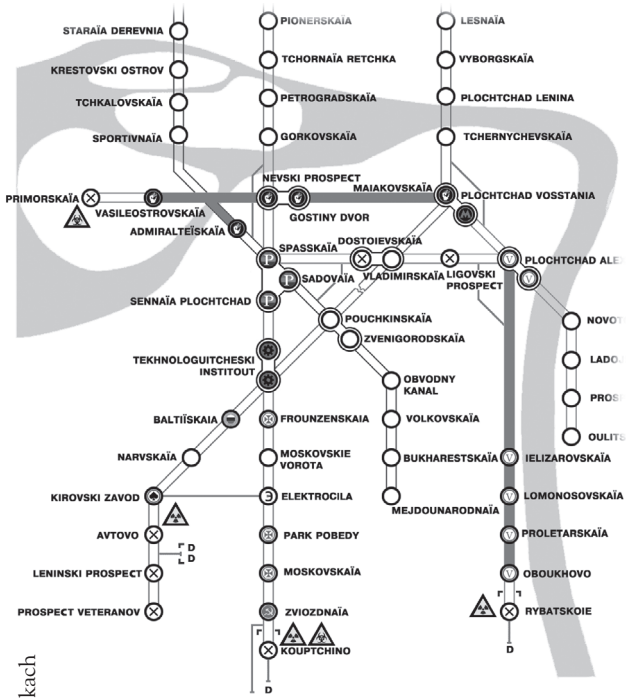 PIONERSKAÏA
LESNAÏA
STARAÏA DEREVNIA
TCHORNAÏA RETCHKA
VYBORGSKAÏA
KRESTOVSKI OSTROV
PETROGRADSKAÏA
PLOCHTCHAD LENINA
TCHKALOVSKAÏA
SPORTIVNAÏA
GORKOVSKAÏA
TCHERNYCHEVSKAÏA
NEVSKI PROSPECT
MAIAKOVSKAÏA
PRIMORSKAÏA
PLOCHTCHAD VOSSTANIA
VASILEOSTROVSKAÏA
GOSTINY DVOR
ADMIRALTEÏSKAÏA
M
DOSTOIEVSKAÏA
SPASSKAÏA
P
V
PLOCHTCHAD ALE
SADOVAÏA
P
VLADIMIRSKAÏA
LIGOVSKI
PROSPECT
V
SENNAÏA PLOCHTCHAD
P
POUCHKINSKAÏA
NOVOT
ZVENIGORODSKAÏA
TEKHNOLOGUITCHESKI
INSTITOUT
LADO
OBVODNY
KANAL
PROS
BALTIÏSKAIA
FROUNZENSKAIA
VOLKOVSKAÏA
OULITS
NARVSKAÏA
MOSKOVSKIE
VOROTA
BUKHARESTSKAÏA
V
IELIZAROVSKAÏA
KIROVSKI ZAVOD
Э
ELEKTROCILA
MEJDOUNARODNAÏA
V
LOMONOSOVSKAÏA
AVTOVO
PARK POBEDY
V
PROLETARSKAÏA
D
D
LENINSKI PROSPECT
MOSKOVSKAÏA
V
OBOUKHOVO
PROSPECT VETERANOV
ZVIOZDNAÏA
RYBATSKOIE
D
KOUPTCHINO
D
kach